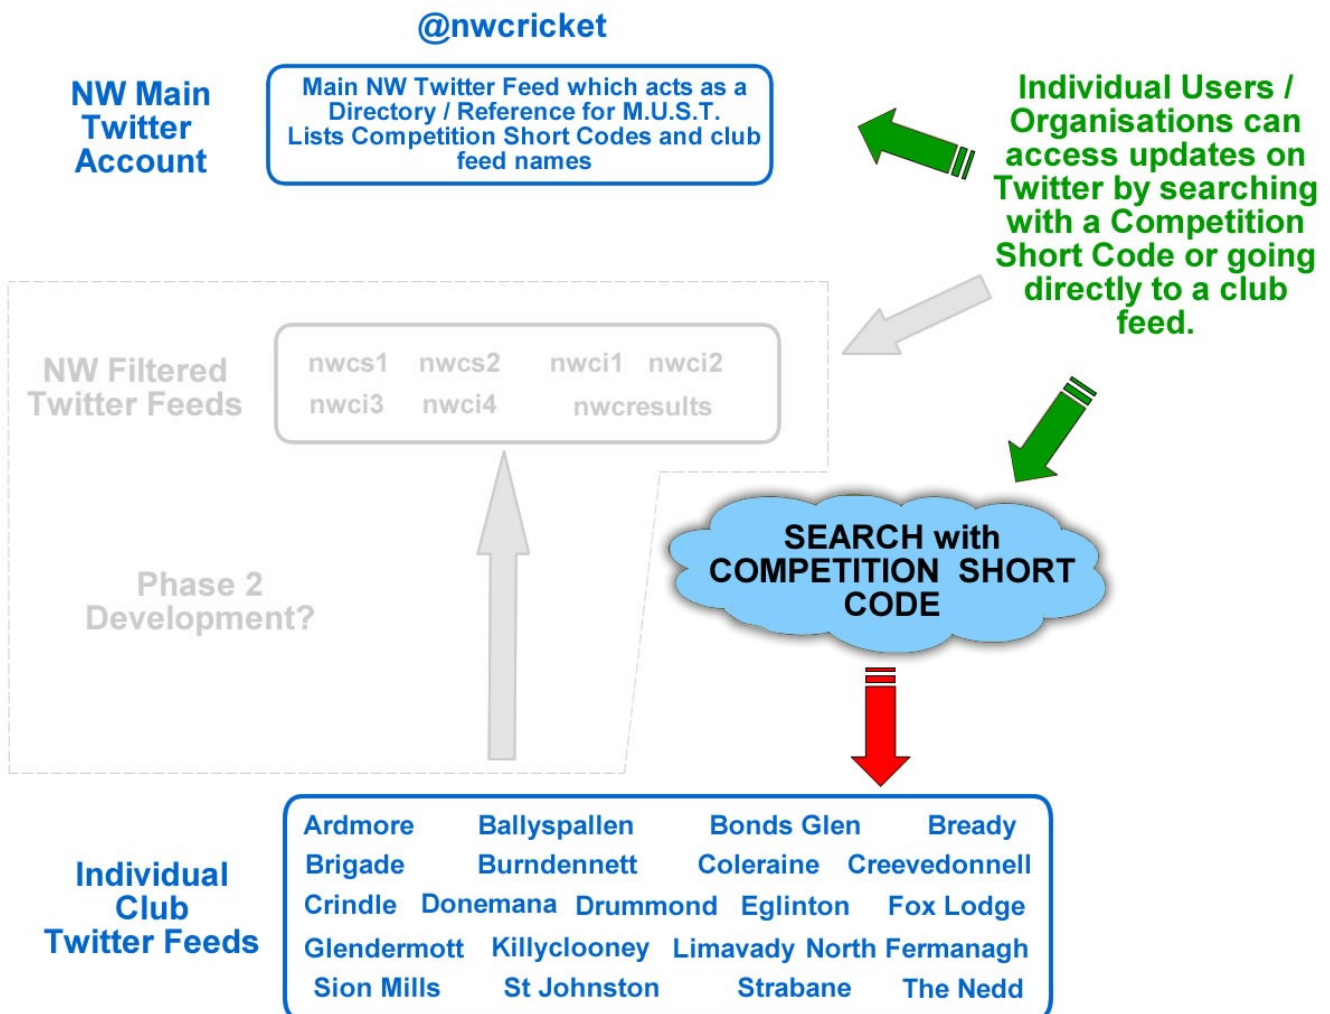 @nwcricket
NW Main
Twitter
Account
Main NW Twitter Feed which acts as a
Directory / Reference for M.U.S.T.
Lists Competition Short Codes and club
feed names
Individual Users /
Organisations can
access updates on
Twitter by searching
with a Competition
Short Code or going
directly to a club
feed.
NW Filtered
Twitter Feeds
nwcs1 nwcs2 nwci1 nwci2
nwci3 nwci4 nwcresults
Phase 2
Development?
SEARCH with
COMPETITION SHORT
CODE
Individual
Club
Twitter Feeds
Ardmore Ballyspallen Bonds Glen Bready
Brigade Burndennett Coleraine Creevedonnell
Crindle Donemana Drummond Eglinton Fox Lodge
Glendermott Killyclooney Limavady North Fermanagh
Sion Mills St Johnston Strabane The Nedd